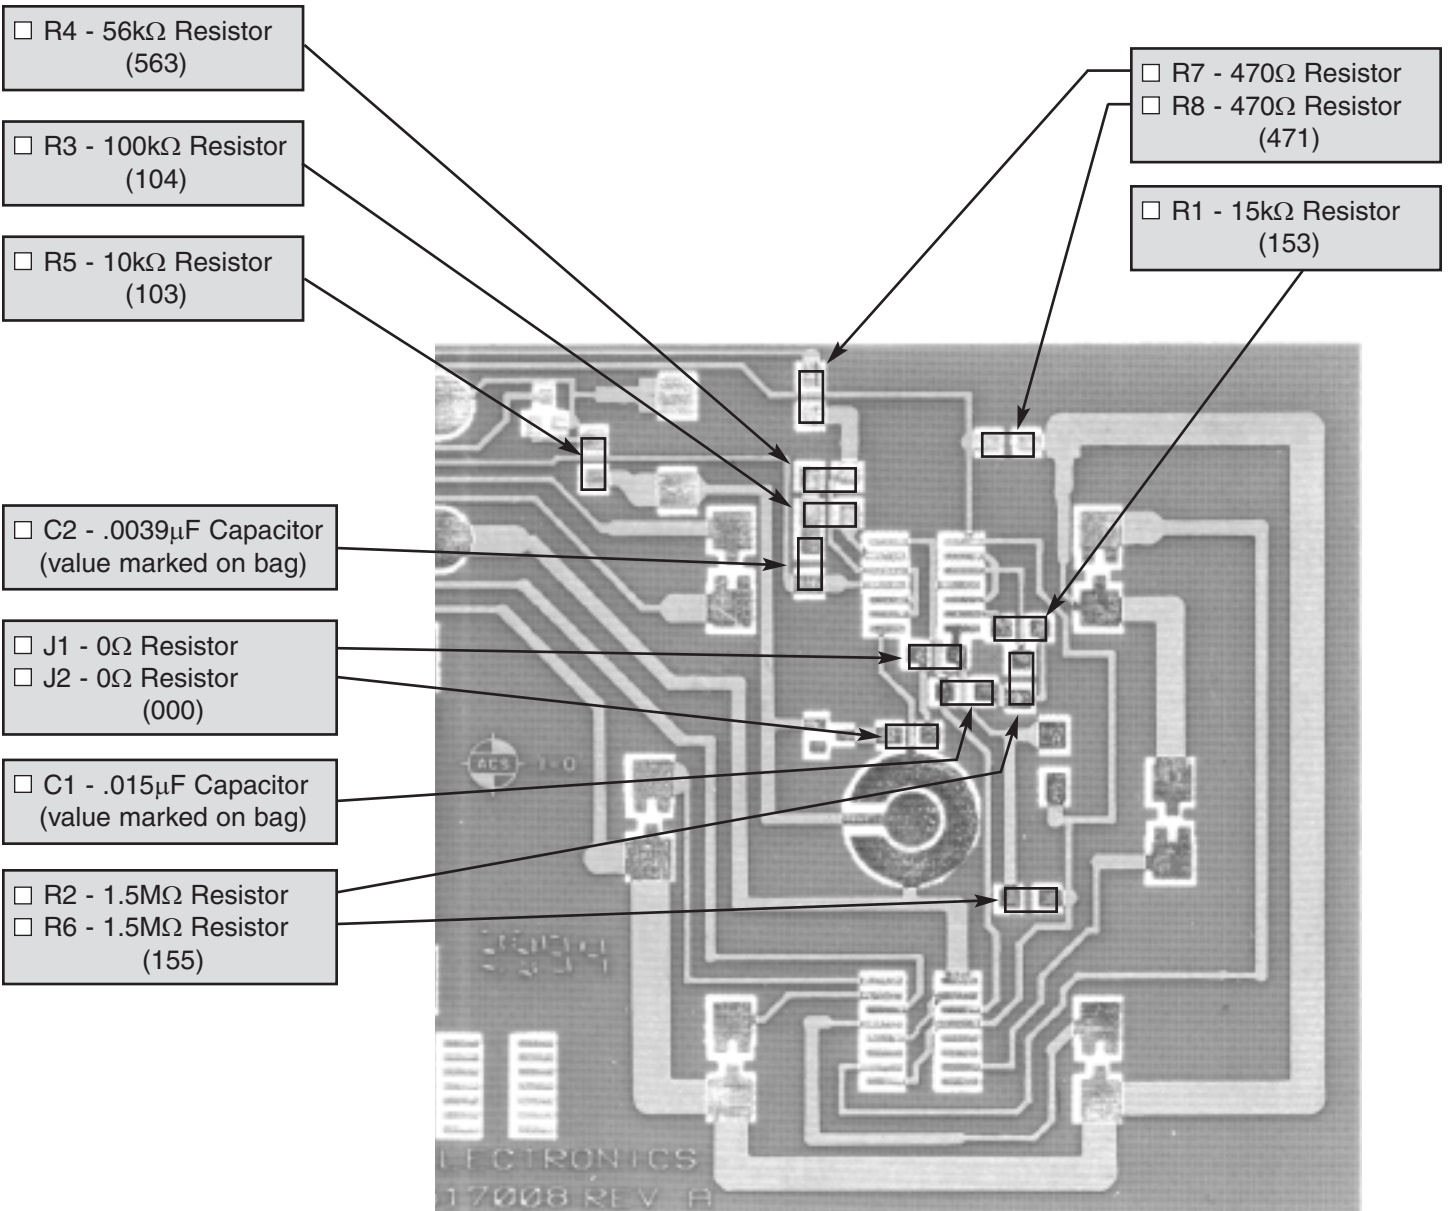 ☐ R4 - 56kΩ Resistor
(563)
☐ R3 - 100kΩ Resistor
(104)
☐ R5 - 10kΩ Resistor
(103)
☐ C2 - .0039μF Capacitor
(value marked on bag)
☐ J1 - 0Ω Resistor
☐ J2 - 0Ω Resistor
(000)
☐ C1 - .015μF Capacitor
(value marked on bag)
☐ R2 - 1.5MΩ Resistor
☐ R6 - 1.5MΩ Resistor
(155)
☐ R7 - 470Ω Resistor
☐ R8 - 470Ω Resistor
(471)
☐ R1 - 15kΩ Resistor
(153)
ACS
LECTRONICS
17008 REV A